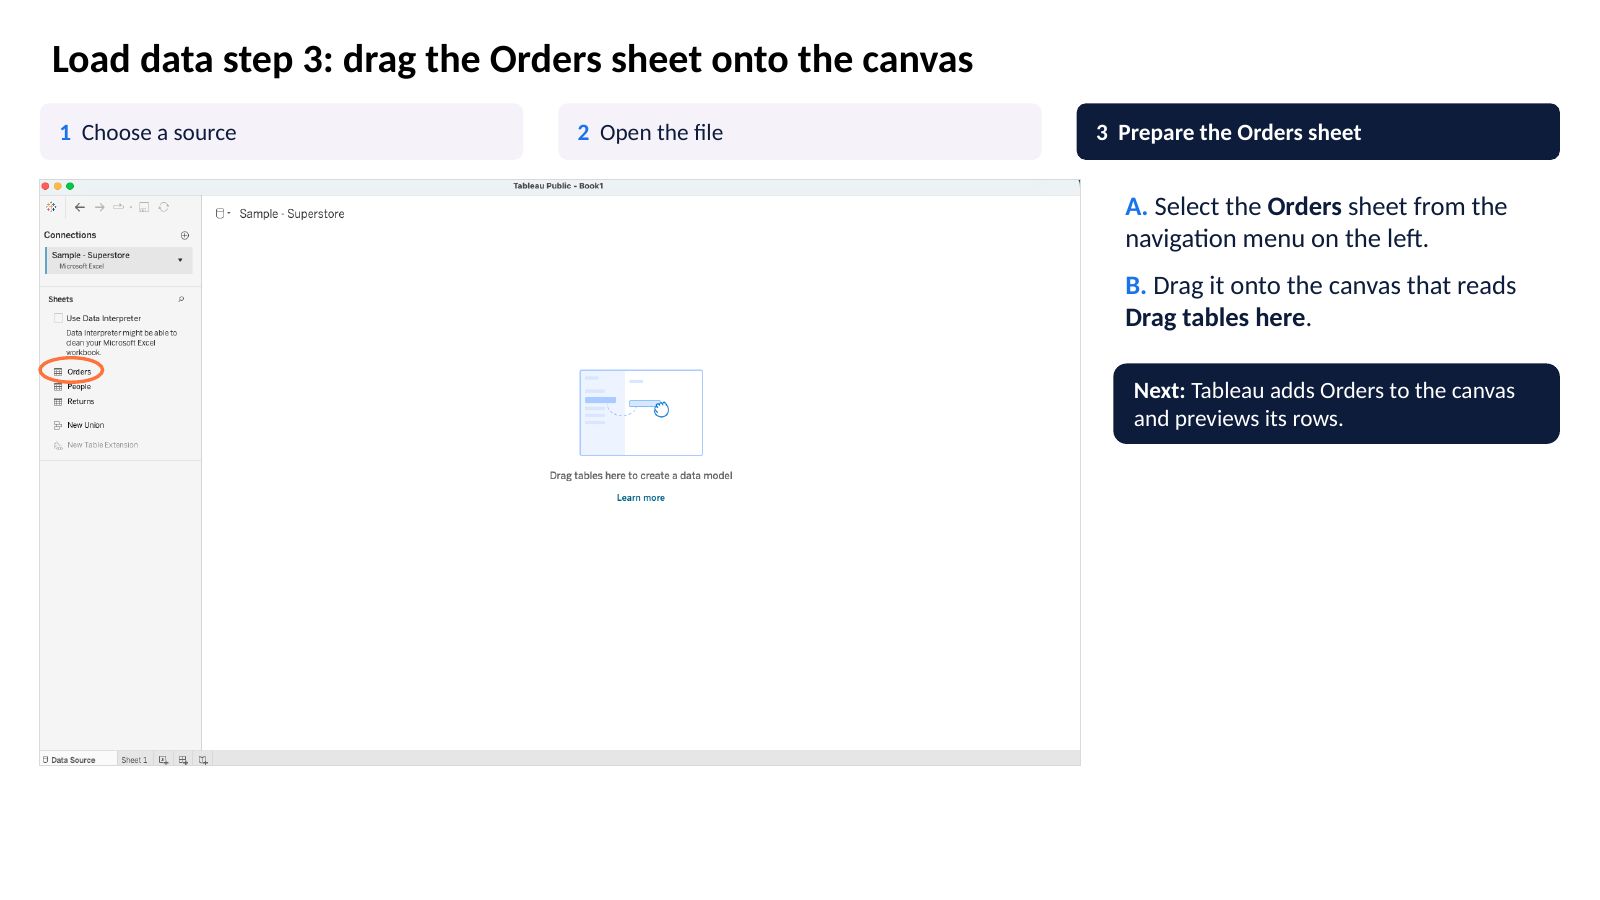 Load data step 3: drag the Orders sheet onto the canvas
1 Choose a source
2 Open the file
3 Prepare the Orders sheet
Tableau Public - Book1
Connections
Sample - Superstore
Microsoft Excel
Sheets
Use Data Interpreter
Data Interpreter might be able to
clean your Microsoft Excel
workbook.
Orders
People
Returns
New Union
New Table Extension
Sample - Superstore
Drag tables here to create a data model
Learn more
Data Source
Sheet 1
A. Select the Orders sheet from the
navigation menu on the left.
B. Drag it onto the canvas that reads
Drag tables here.
Next: Tableau adds Orders to the canvas
and previews its rows.